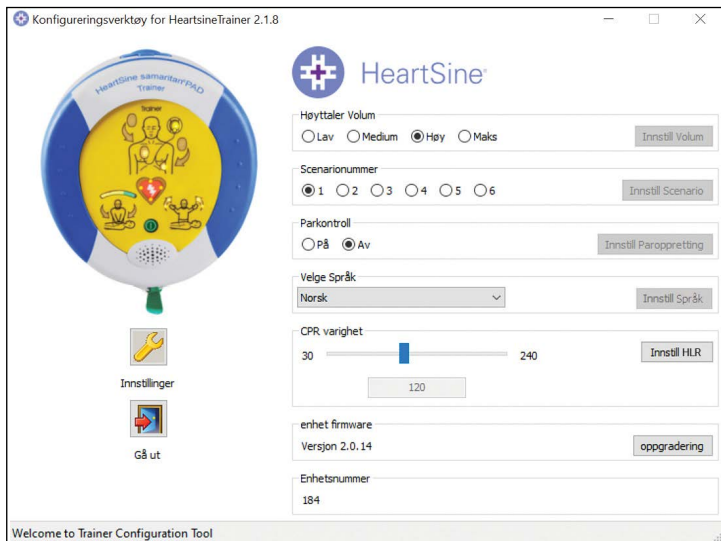 Konfigureringsverktøy for HeartsineTrainer 2.1.8
HeartSine samaritan PAD
Trainer
Trainer
HeartSine
Høyttaler Volum
Lav Medium Høy Maks Innstill Volum
Scenarionummer
1 2 3 4 5 6 Innstill Scenario
Parkontroll
På Av Innstill Paroppretting
Velge Språk
Norsk Innstill Språk
CPR varighet
30 240 Innstill HLR
120
Innstillinger
Gå ut
enhet firmware
Versjon 2.0.14 oppgradering
Enhetsnummer
184
Welcome to Trainer Configuration Tool